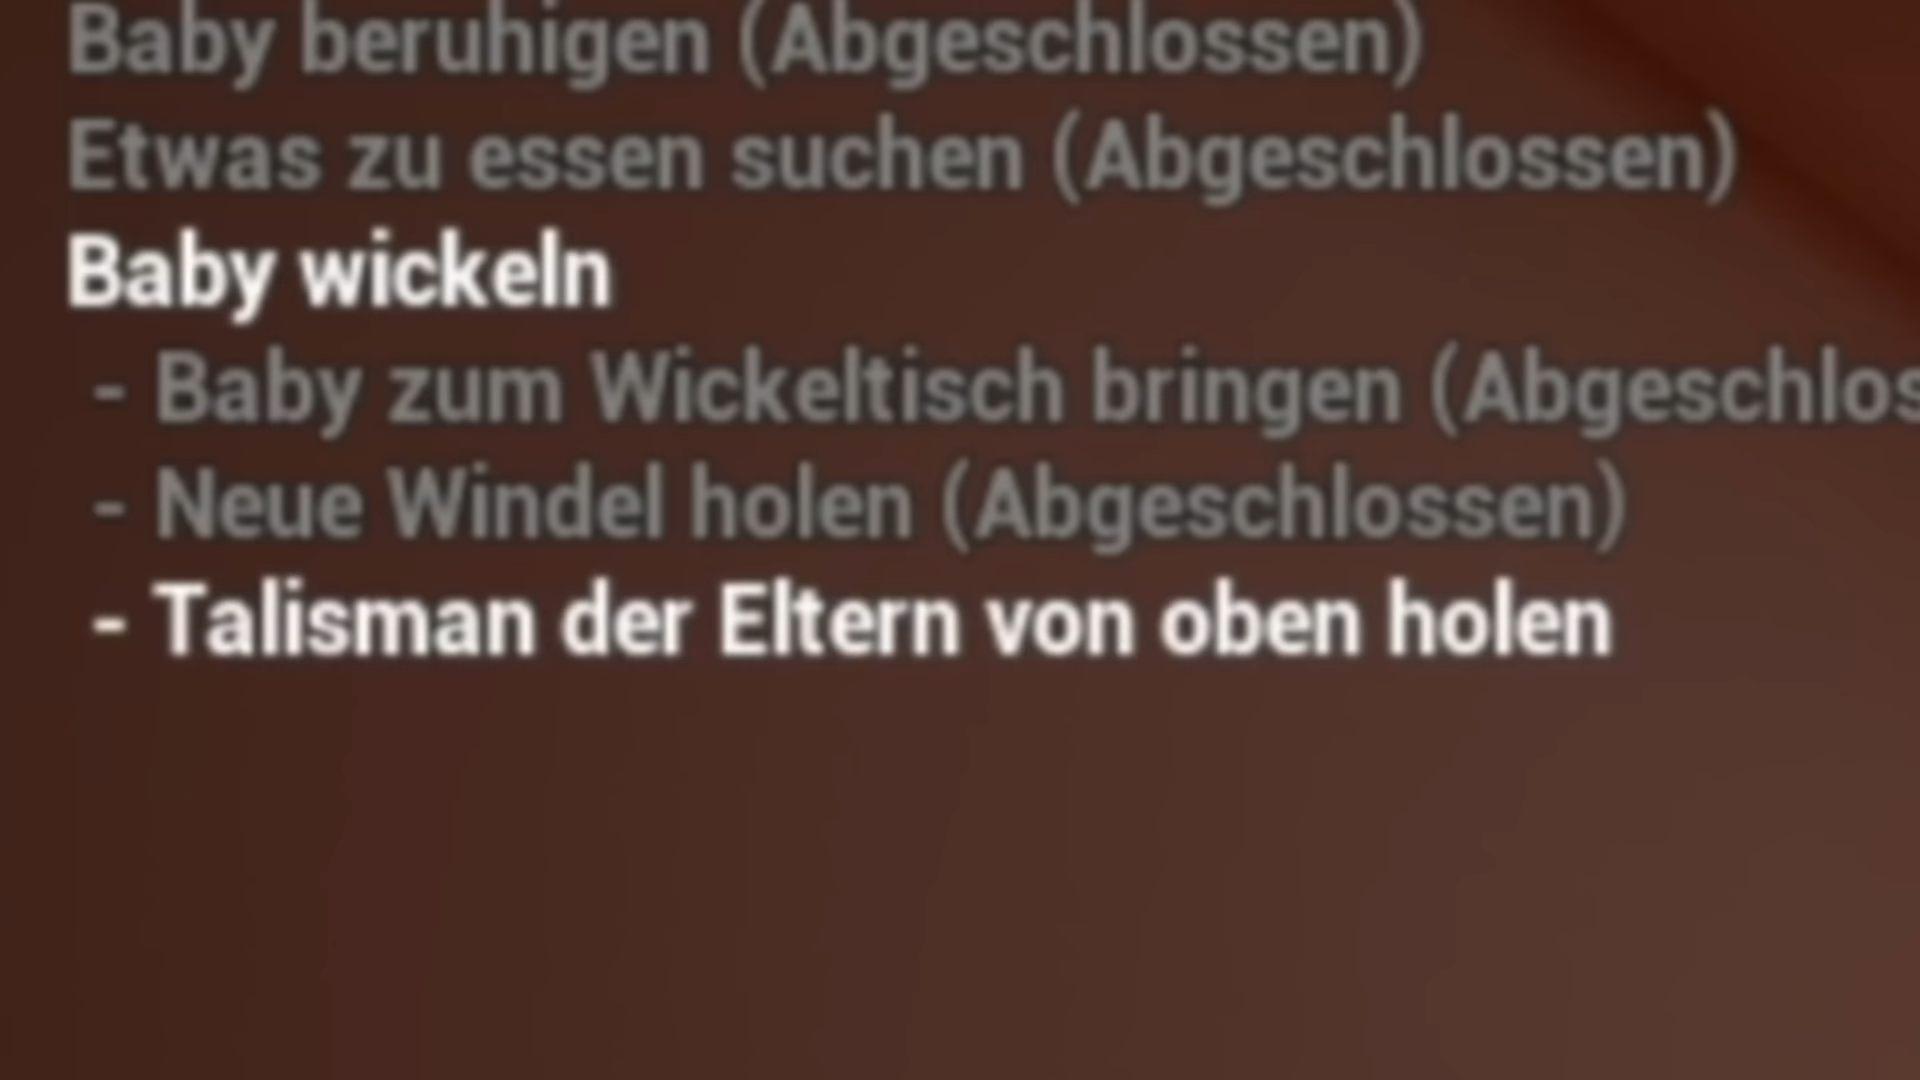 Baby beruhigen (Abgeschlossen)
Etwas zu essen suchen (Abgeschlossen)
Baby wickeln
- Baby zum Wickeltisch bringen (Abgeschlos
- Neue Windel holen (Abgeschlossen)
- Talisman der Eltern von oben holen